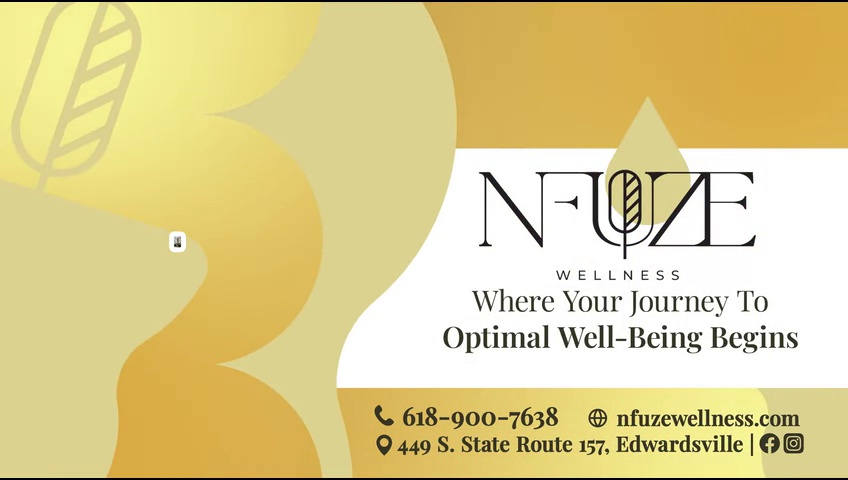 NFUZE
WELLNESS
Where Your Journey To
Optimal Well-Being Begins
618-900-7638
nfuzewellness.com
449 S. State Route 157, Edwardsville |